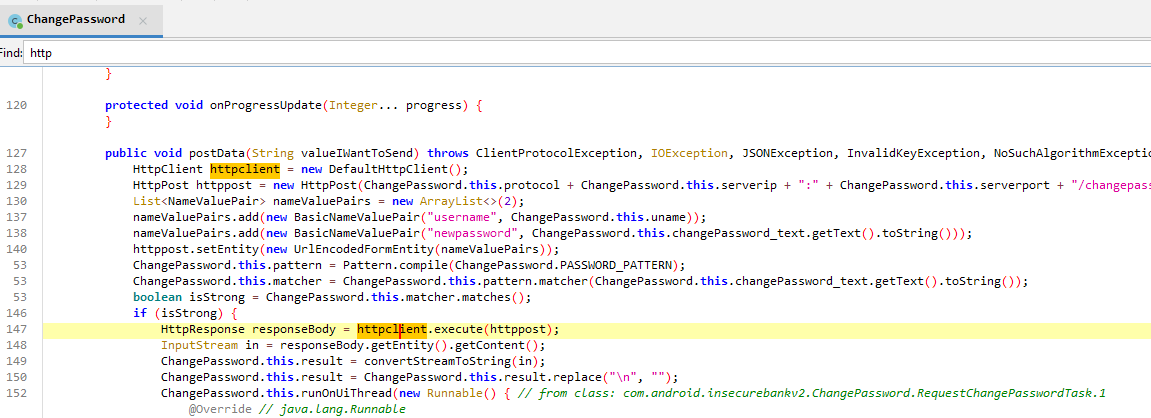 ChangePassword
Find: http
}
120 protected void onProgressUpdate(Integer... progress) {
}
127 public void postData(String valueIWantToSend) throws ClientProtocolException, IOException, JSONException, InvalidKeyException, NoSuchAlgorithmExceptio
128 HttpClient httpclient = new DefaultHttpClient();
129 HttpPost httppost = new HttpPost(ChangePassword.this.protocol + ChangePassword.this.serverip + ":" + ChangePassword.this.serverport + "/changepass
130 List<NameValuePair> nameValuePairs = new ArrayList<>(2);
137 nameValuePairs.add(new BasicNameValuePair("username", ChangePassword.this.uname));
138 nameValuePairs.add(new BasicNameValuePair("newpassword", ChangePassword.this.changePassword_text.getText().toString()));
140 httppost.setEntity(new UrlEncodedFormEntity(nameValuePairs));
53 ChangePassword.this.pattern = Pattern.compile(ChangePassword.PASSWORD_PATTERN);
53 ChangePassword.this.matcher = ChangePassword.this.pattern.matcher(ChangePassword.this.changePassword_text.getText().toString());
53 boolean isStrong = ChangePassword.this.matcher.matches();
146 if (isStrong) {
147 HttpResponse responseBody = httpclient.execute(httppost);
148 InputStream in = responseBody.getEntity().getContent();
149 ChangePassword.this.result = convertStreamToString(in);
150 ChangePassword.this.result = ChangePassword.this.result.replace("\n", "");
152 ChangePassword.this.runOnUiThread(new Runnable() { // from class: com.android.insecurebankv2.ChangePassword.RequestChangePasswordTask.1
@Override // java.lang.Runnable